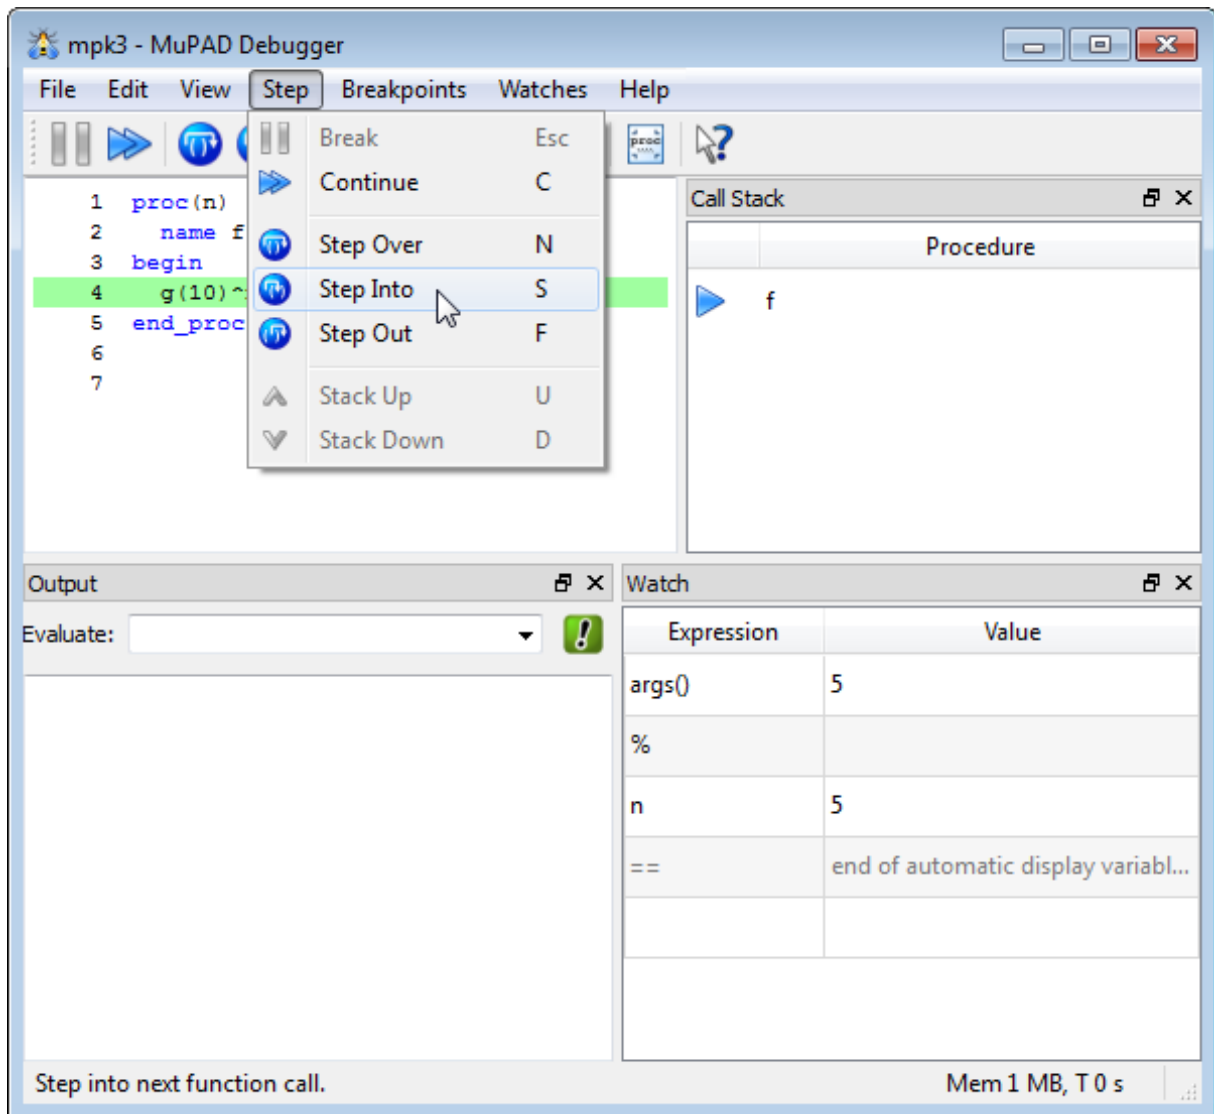 mpk3 - MuPAD Debugger
File Edit View Step Breakpoints Watches Help
Break Esc
Continue C
Step Over N
Step Into S
Step Out F
Stack Up U
Stack Down D
proc
1 proc(n)
2 name f
3 begin
4 g(10)^
5 end_proc
6
7
Call Stack
Procedure
f
Output
Evaluate:
Watch
Expression Value
args() 5
%
n 5
== end of automatic display variabl...
Step into next function call.
Mem 1 MB, T 0 s